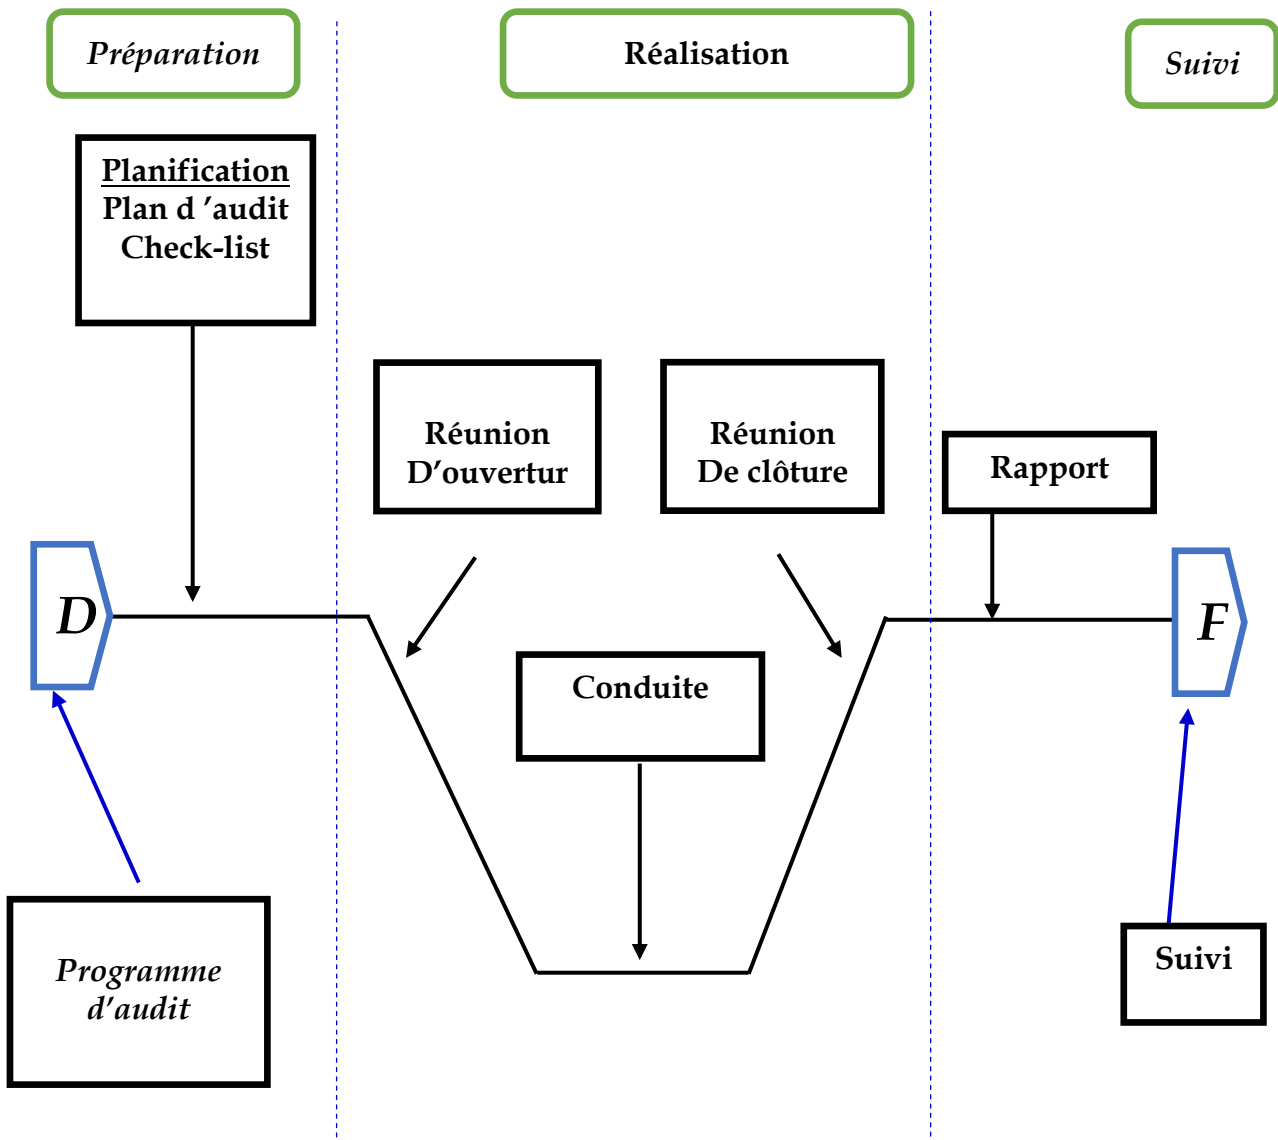 Préparation
Réalisation
Suivi
Planification
Plan d ’audit
Check-list
Réunion
D’ouvertur
Réunion
De clôture
Rapport
D
F
Conduite
Programme
d’audit
Suivi